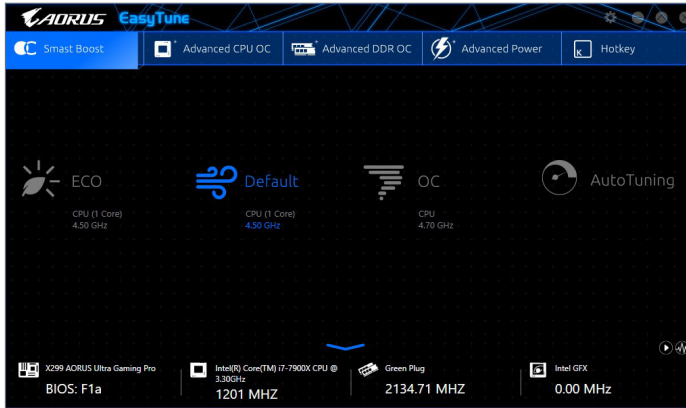 AORUS EasyTune
Smast Boost
Advanced CPU OC
Advanced DDR OC
Advanced Power
K
Hotkey
ECO
CPU (1 Core)
4.50 GHz
Default
CPU (1 Core)
4.50 GHz
OC
CPU
4.70 GHz
AutoTuning
X299 AORUS Ultra Gaming Pro
BIOS: F1a
Intel(R) Core(TM) i7-7900X CPU @
3.30GHz
1201 MHZ
Green Plug
2134.71 MHZ
Intel GFX
0.00 MHz